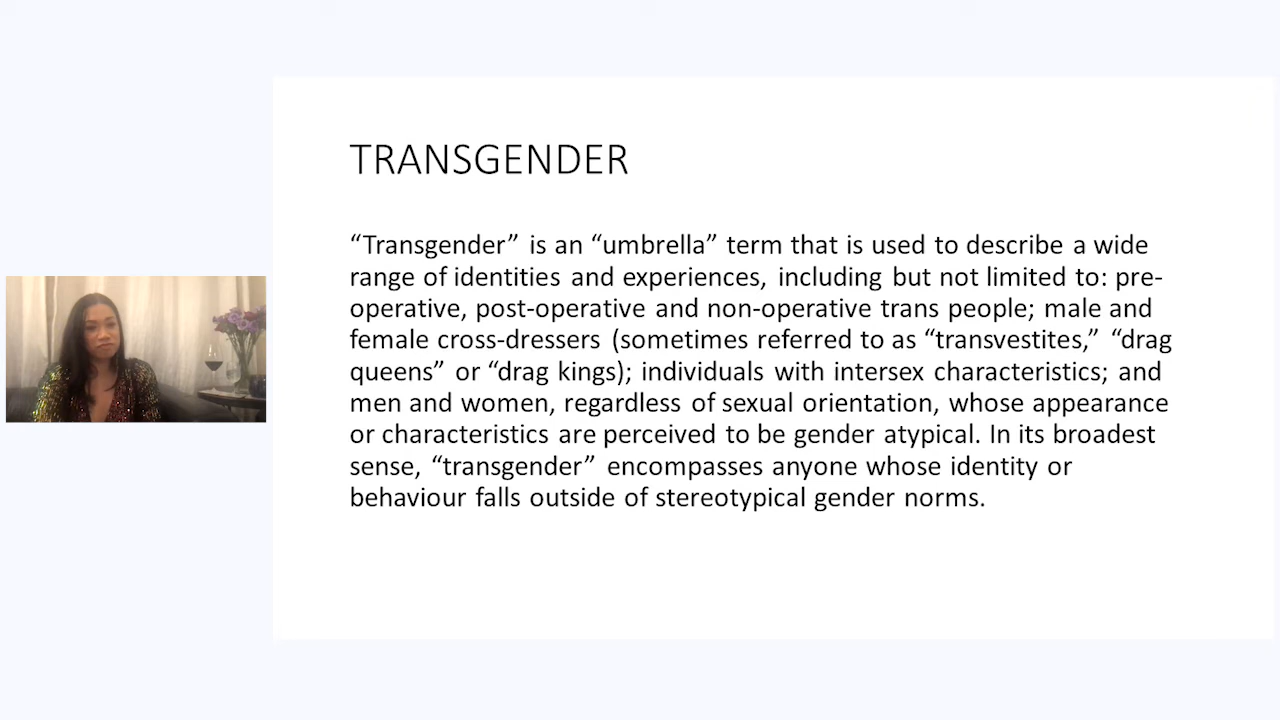 TRANSGENDER
“Transgender” is an “umbrella” term that is used to describe a wide
range of identities and experiences, including but not limited to: pre-
operative, post-operative and non-operative trans people; male and
female cross-dressers (sometimes referred to as “transvestites,” “drag
queens” or “drag kings); individuals with intersex characteristics; and
men and women, regardless of sexual orientation, whose appearance
or characteristics are perceived to be gender atypical. In its broadest
sense, “transgender” encompasses anyone whose identity or
behaviour falls outside of stereotypical gender norms.